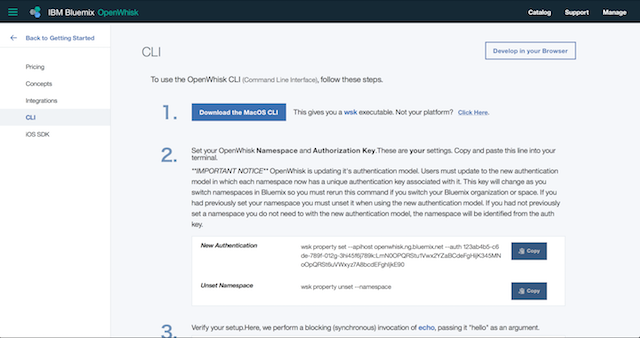 IBM Bluemix OpenWhisk
Catalog Support Manage
Back to Getting Started
Pricing
Concepts
Integrations
CLI
iOS SDK
CLI
Develop in your Browser
To use the OpenWhisk CLI (Command Line Interface), follow these steps.
1.
Download the MacOS CLI
This gives you a wsk executable. Not your platform? Click Here.
2.
Set your OpenWhisk Namespace and Authorization Key.These are your settings. Copy and paste this line into your
terminal.
**IMPORTANT NOTICE** OpenWhisk is updating it's authentication model. Users must update to the new authentication
model in which each namespace now has a unique authentication key associated with it. This key will change as you
switch namespaces in Bluemix so you must rerun this command if you switch your Bluemix organization or space. If you
had previously set your namespace you must unset it when using the new authentication model. If you had not previously
set a namespace you do not need to with the new authentication model, the namespace will be identified from the auth
key.
New Authentication
wsk property set --apihost openwhisk.ng.bluemix.net --auth 123ab4b5-c6
Copy
Unset Namespace
wsk property unset --namespace
Copy
3.
Verify your setup.Here, we perform a blocking (synchronous) invocation of echo, passing it "hello" as an argument.